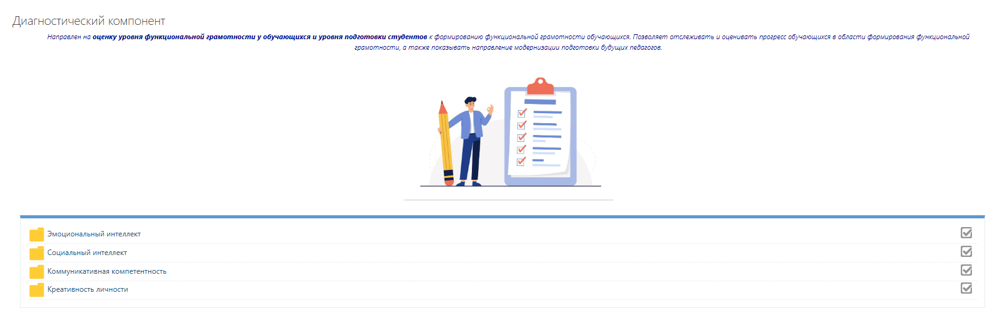 Диагностический компонент
Направлен на оценку уровня функциональной грамотности у обучающихся и уровня подготовки студентов к формированию функциональной грамотности обучающихся. Позволяет отслеживать и оценивать прогресс обучающихся в области формирования функциональной
грамотности, а также показывать направление модернизации подготовки будущих педагогов.
Эмоциональный интеллект
Социальный интеллект
Коммуникативная компетентность
Креативность личности